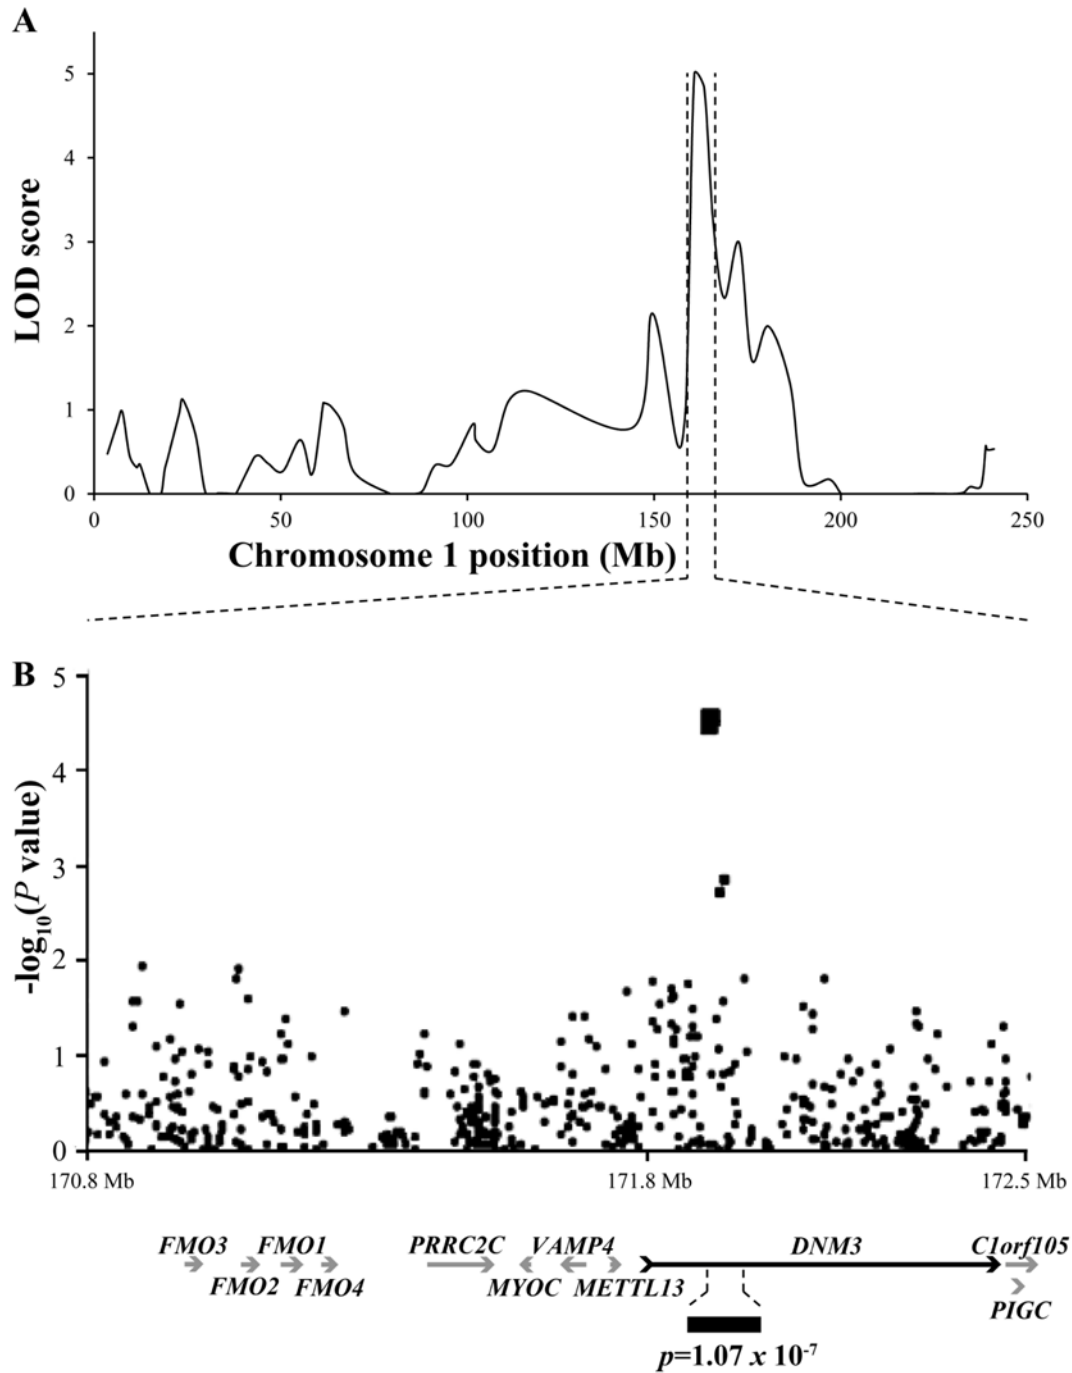 A
5
4
3
2
1
0
LOD score
0 50 100 150 200 250
Chromosome 1 position (Mb)
B
5
4
3
2
1
0
-log10(P value)
170.8 Mb 171.8 Mb 172.5 Mb
FMO3 FMO1 PRRC2C VAMP4 DNM3 C1orf105
FMO2 FMO4 MYOC METTL13
PIGC
p=1.07 x 10-7